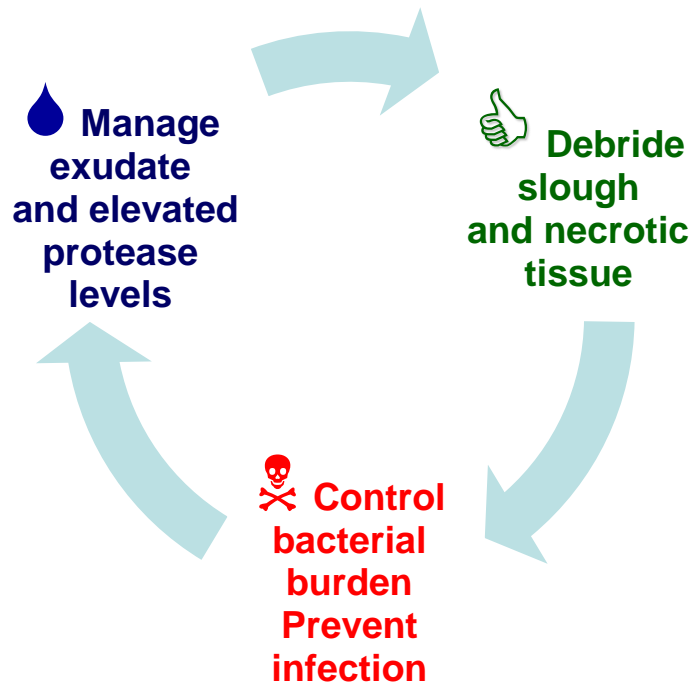 Manage
exudate
and elevated
protease
levels
Debride
slough
and necrotic
tissue
Control
bacterial
burden
Prevent
infection